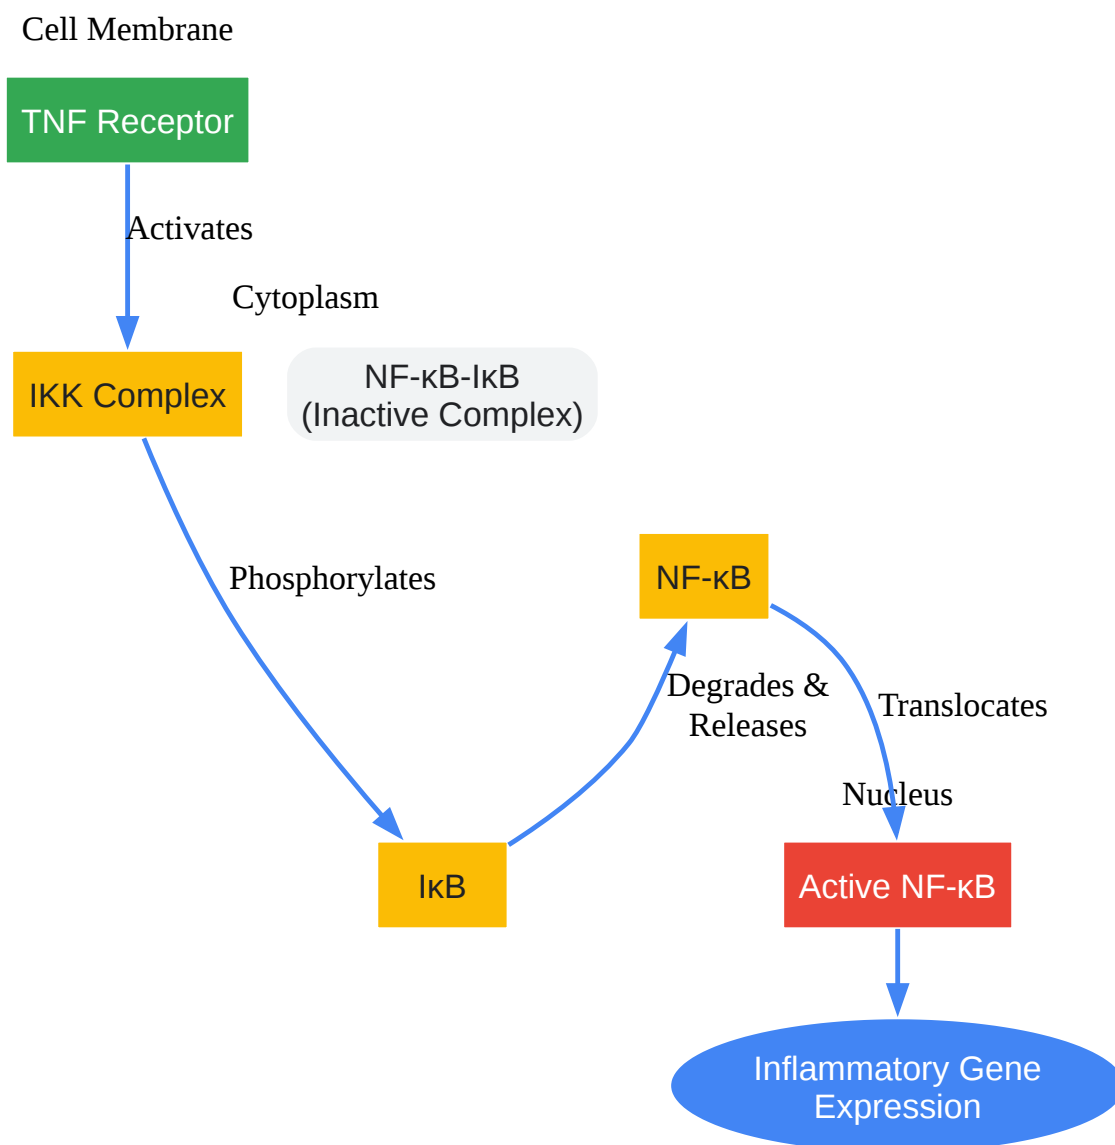 Cell Membrane
TNF Receptor
Activates
Cytoplasm
IKK Complex
NF-κB-IκB
(Inactive Complex)
Phosphorylates
NF-κB
Degrades &
Releases
Translocates
Nucleus
IκB
Active NF-κB
Inflammatory Gene
Expression